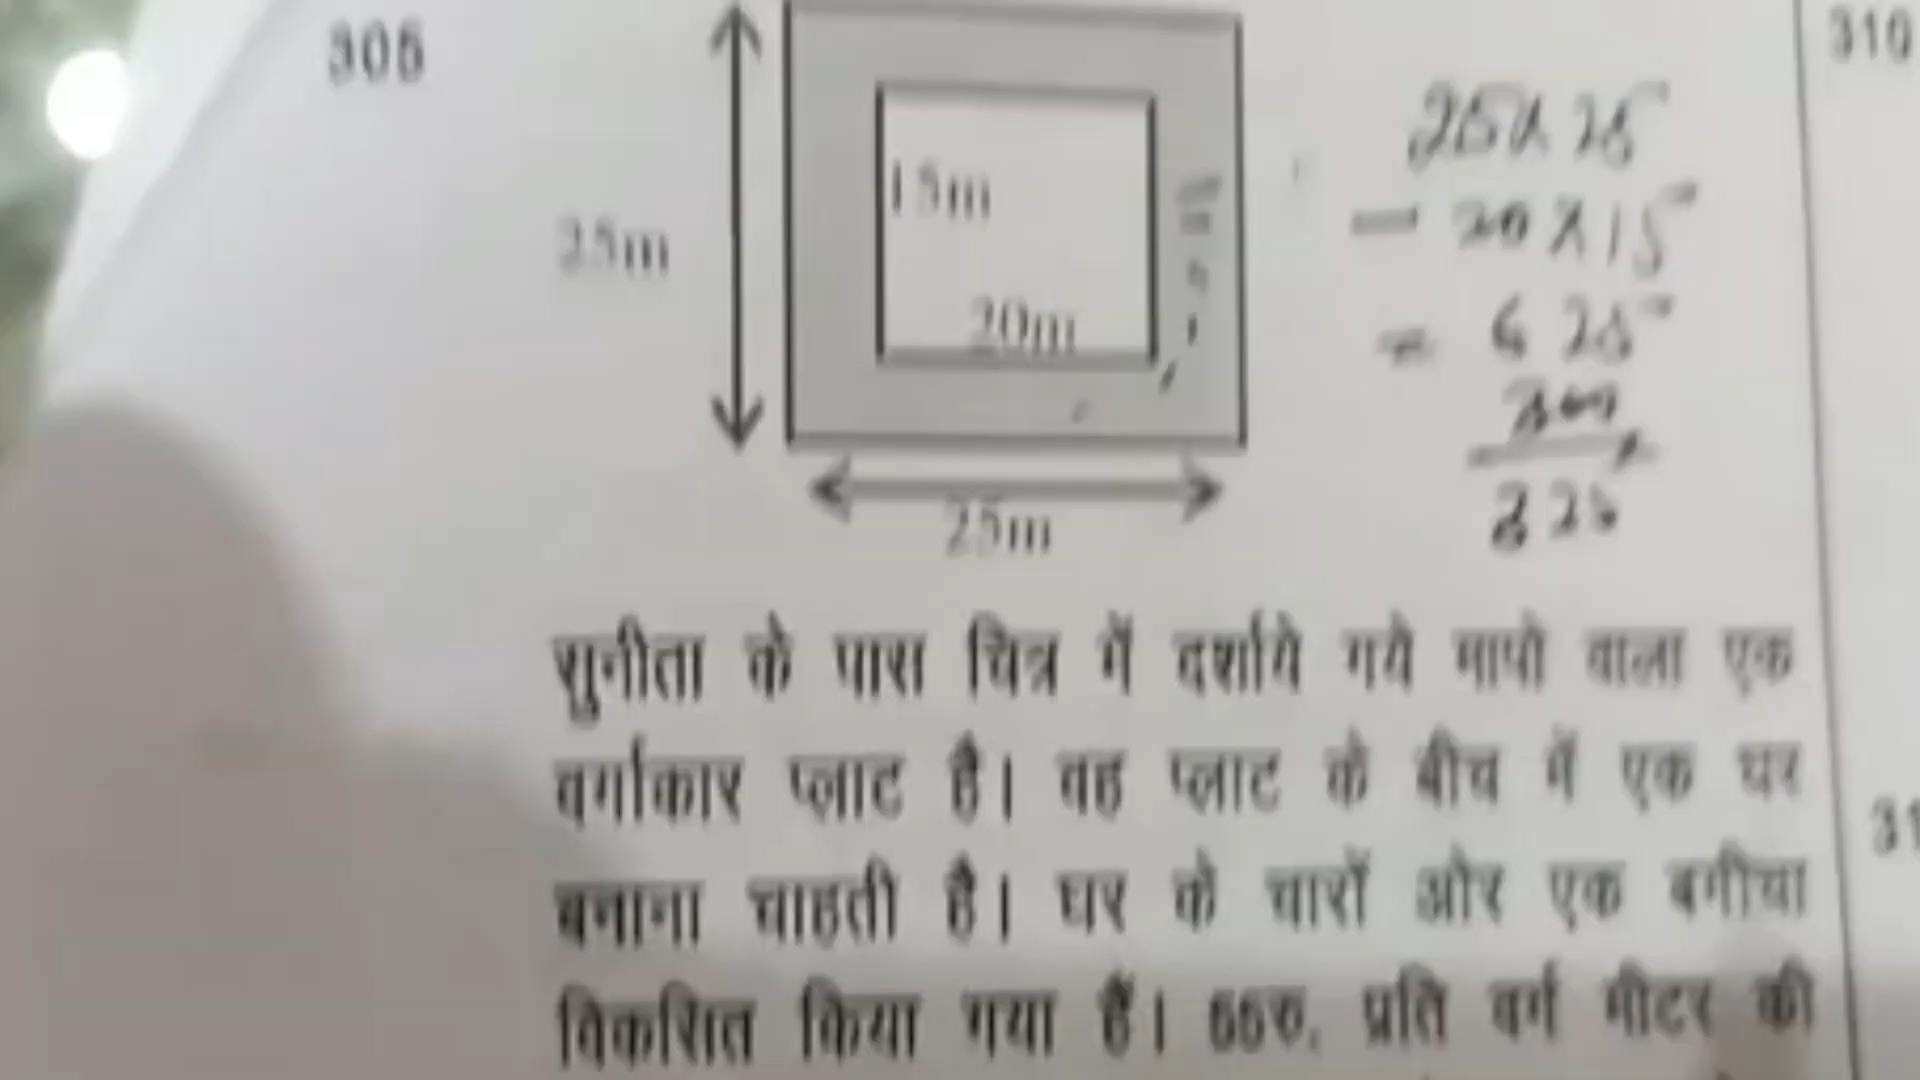 305
310
25x25
15m
- 20x15
25m
= 625
20m
300
325
25m
सुनीता के पास चित्र में दर्शाये गये मापो वाला एक
वर्गाकार प्लाट है। वह प्लाट के बीच में एक घर
बनाना चाहती है। घर के चारों ओर एक बगीचा
विकसित किया गया हैं। 55रु. प्रति वर्ग मीटर की